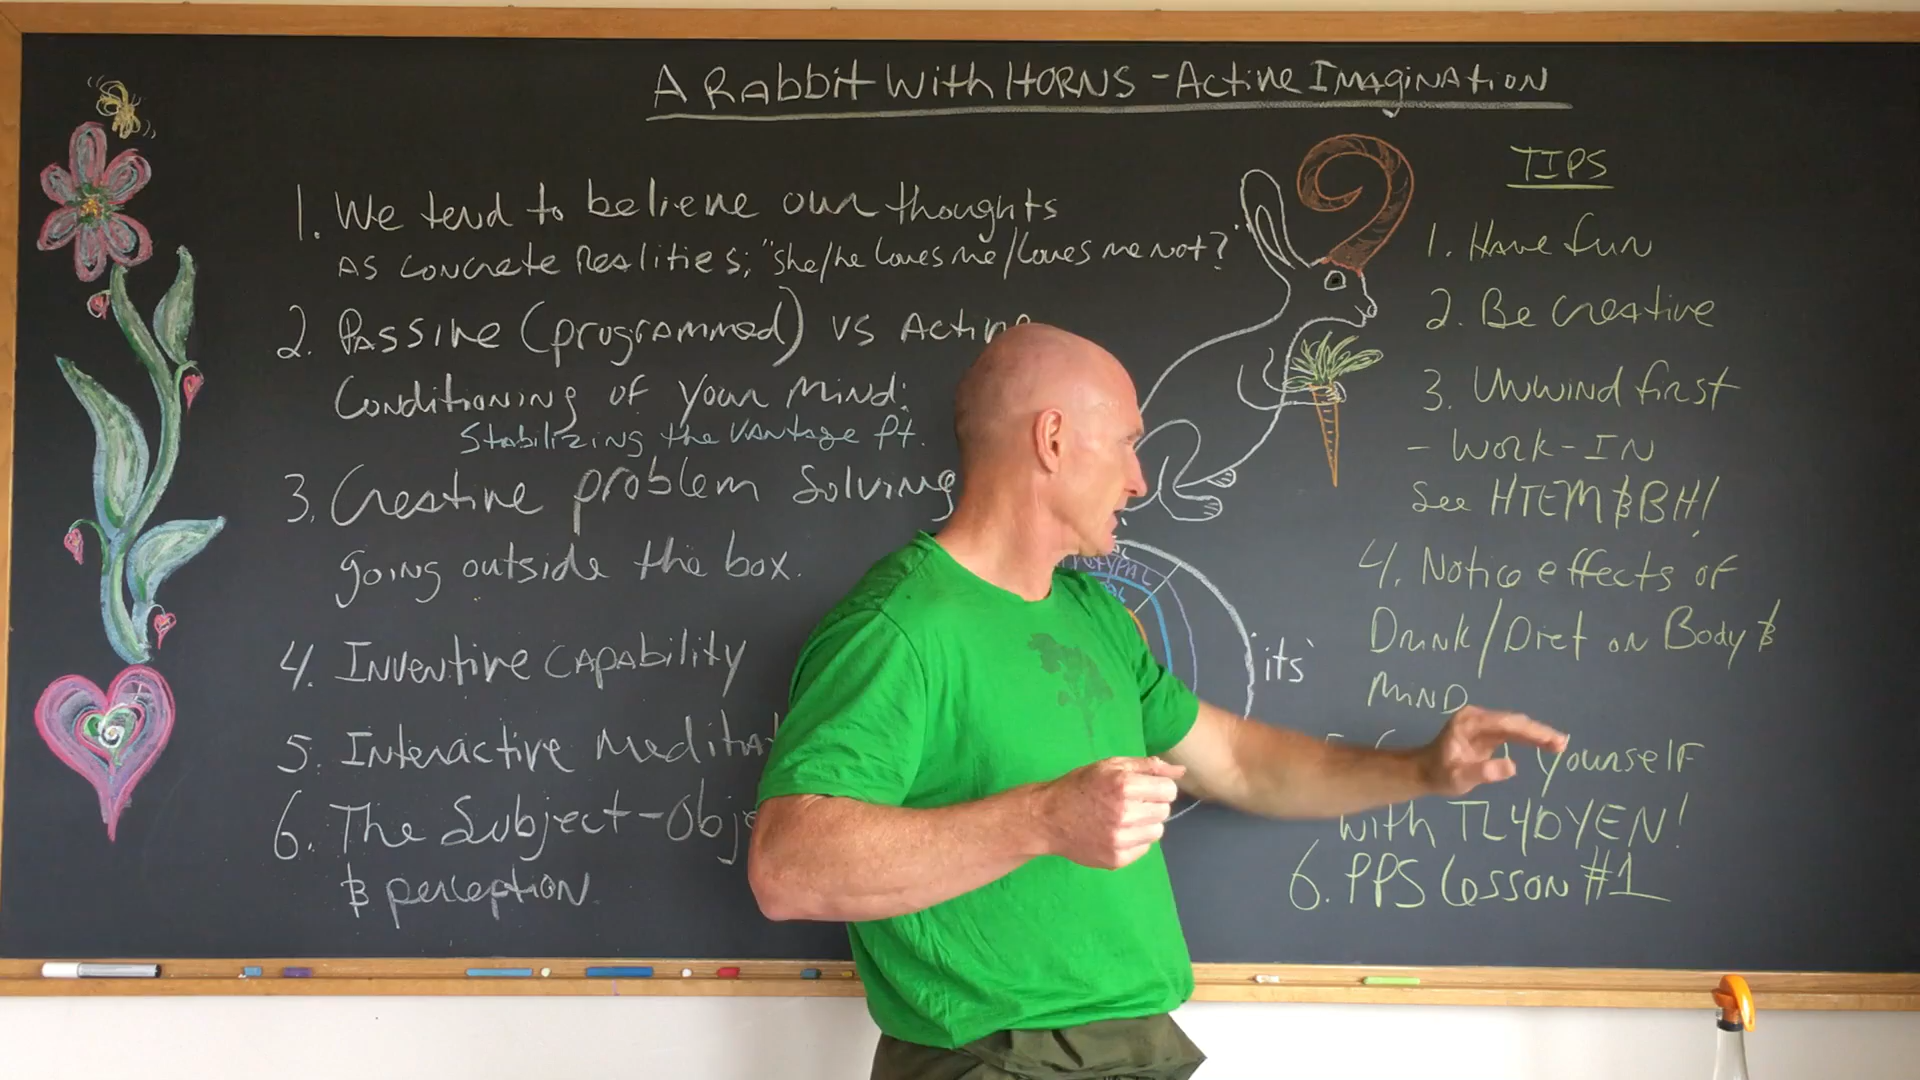 A Rabbit With HORNS - Active Imagination
1. We tend to believe our thoughts
As concrete Realities; "she/he Loves me/Loves me not?"
2. Passive (programmed) vs Active
Conditioning of your Mind:
Stabilizing the Vantage Pt.
3. Creative problem Solving
going outside the box.
4. Inventive CAPAbility
5. Interactive Medita
6. The Subject-Obje
& perception
its'
TIPS
1. Have fun
2. Be Creative
3. Unwind first
- Work-IN
See HTEM&BH!
4. Notice effects of
Drink/Diet on Body &
MIND
yourself
with TL4DYEN!
6. PPS Lesson #1